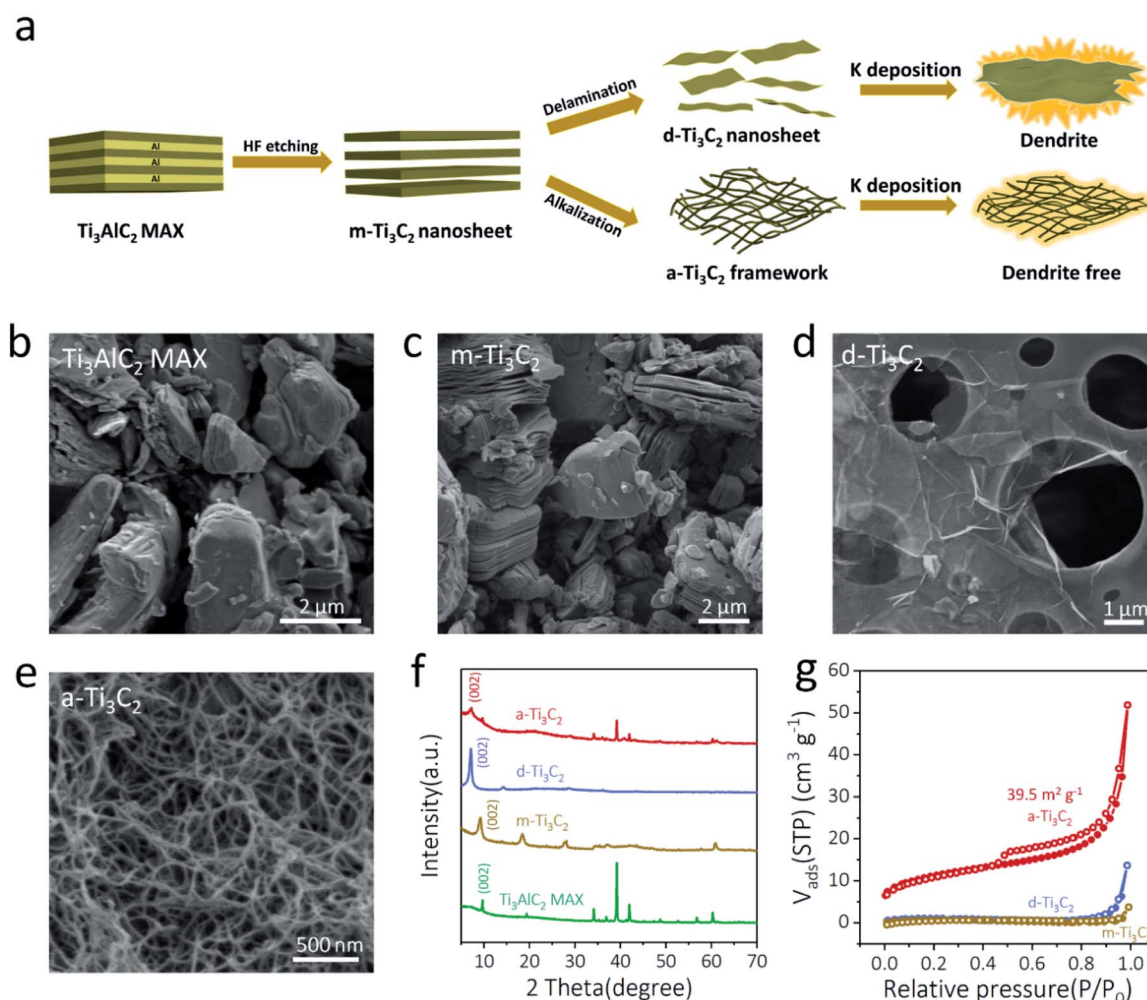 a
Al
Al
Al
Ti₃AlC₂ MAX
HF etching
m-Ti₃C₂ nanosheet
Delamination
Alkalization
d-Ti₃C₂ nanosheet
a-Ti₃C₂ framework
K deposition
K deposition
Dendrite
Dendrite free
b
Ti₃AlC₂ MAX
2 µm
c
m-Ti₃C₂
2 µm
d
d-Ti₃C₂
1 µm
e
a-Ti₃C₂
500 nm
f
(002)
a-Ti₃C₂
(002)
d-Ti₃C₂
(002)
m-Ti₃C₂
(002)
Ti₃AlC₂ MAX
Intensity(a.u.)
10 20 30 40 50 60 70
2 Theta(degree)
g
60
50
40
30
20
10
0
V_ads(STP) (cm³ g⁻¹)
39.5 m² g⁻¹
a-Ti₃C₂
d-Ti₃C₂
m-Ti₃C
0.0 0.2 0.4 0.6 0.8 1.0
Relative pressure(P/P₀)